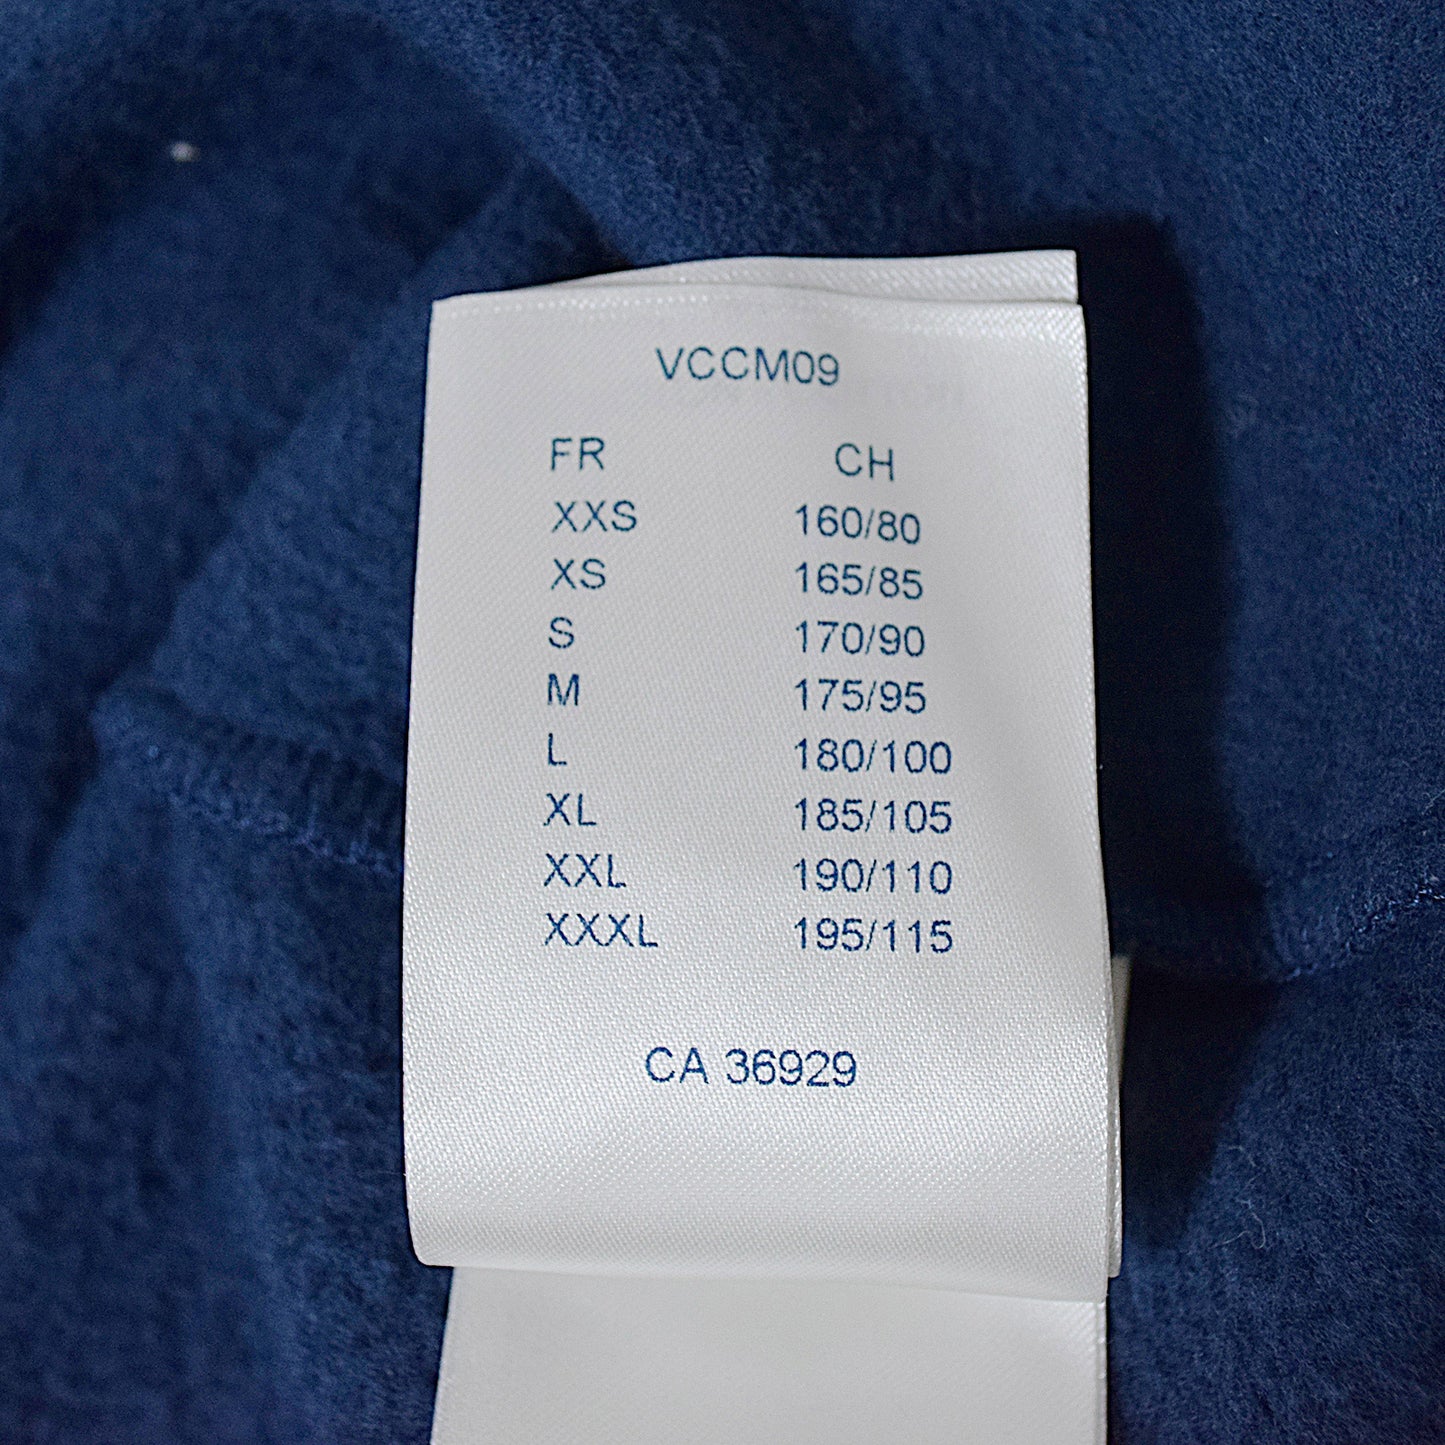 VCCM09
FR CH
XXS 160/80
XS 165/85
S 170/90
M 175/95
L 180/100
XL 185/105
XXL 190/110
XXXL 195/115
CA 36929